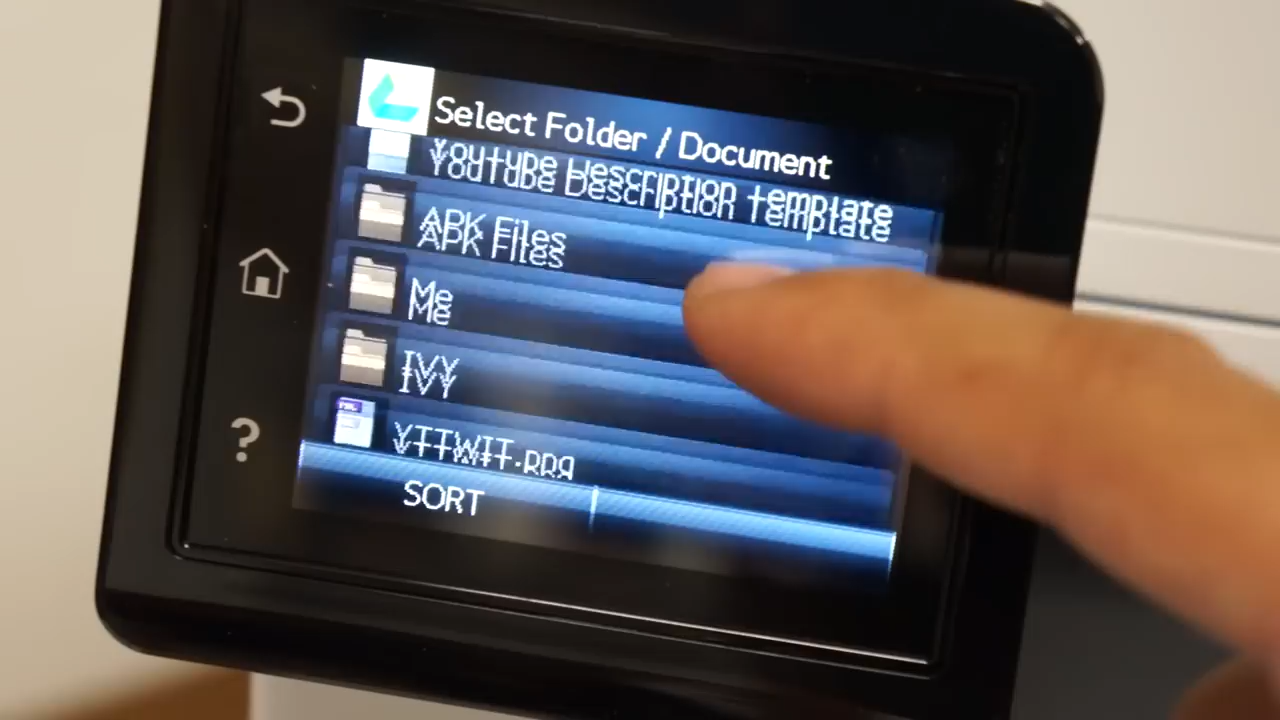 Select Folder / Document
YouTube Description Template
APK Files
Me
IVY
SORT
?